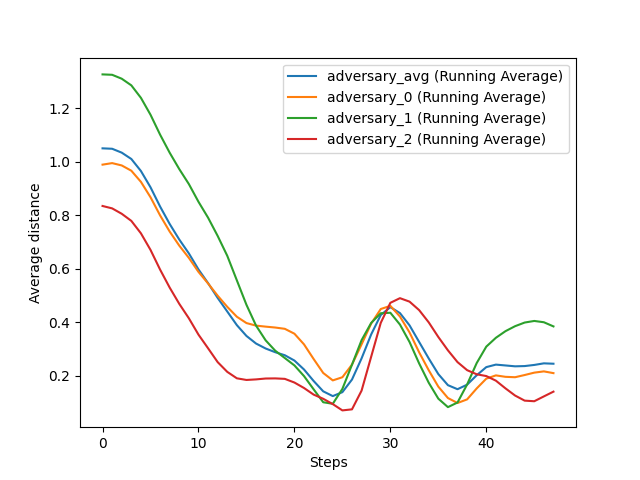 adversary_avg (Running Average)
adversary_0 (Running Average)
adversary_1 (Running Average)
adversary_2 (Running Average)
1.2
1.0
0.8
0.6
0.4
0.2
Average distance
0
10
20
30
40
Steps